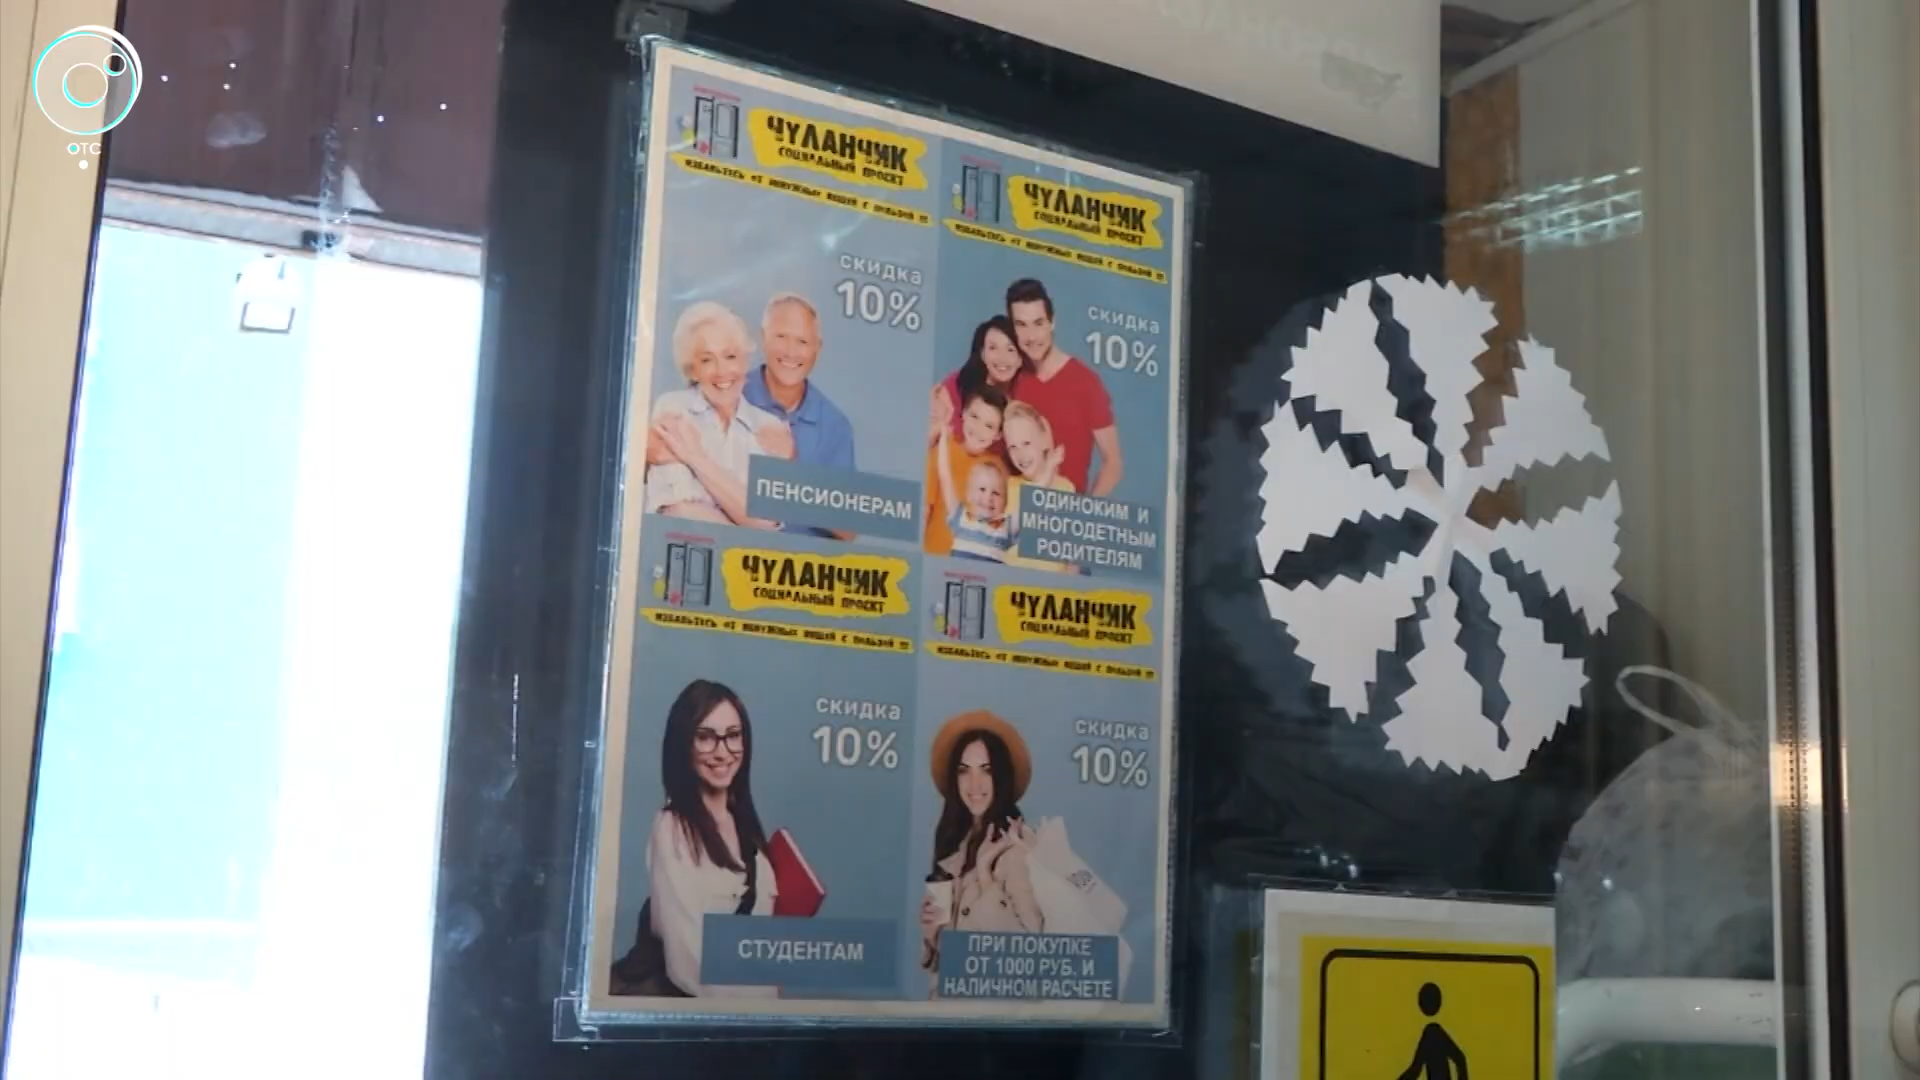 ОТС
ЧУЛАНЧИК
СОЦИАЛЬНЫЙ ПРОЕКТ
ИЗБАВЬТЕСЬ ОТ НЕНУЖНЫХ ВЕЩЕЙ С ПОЛЬЗОЙ !!!
скидка
10%
ПЕНСИОНЕРАМ
ЧУЛАНЧИК
СОЦИАЛЬНЫЙ ПРОЕКТ
ИЗБАВЬТЕСЬ ОТ НЕНУЖНЫХ ВЕЩЕЙ С ПОЛЬЗОЙ !!!
скидка
10%
ОДИНОКИМ И
МНОГОДЕТНЫМ
РОДИТЕЛЯМ
ЧУЛАНЧИК
СОЦИАЛЬНЫЙ ПРОЕКТ
ИЗБАВЬТЕСЬ ОТ НЕНУЖНЫХ ВЕЩЕЙ С ПОЛЬЗОЙ !!!
скидка
10%
СТУДЕНТАМ
ЧУЛАНЧИК
СОЦИАЛЬНЫЙ ПРОЕКТ
ИЗБАВЬТЕСЬ ОТ НЕНУЖНЫХ ВЕЩЕЙ С ПОЛЬЗОЙ !!!
скидка
10%
ПРИ ПОКУПКЕ
ОТ 1000 РУБ. И
НАЛИЧНОМ РАСЧЕТЕ